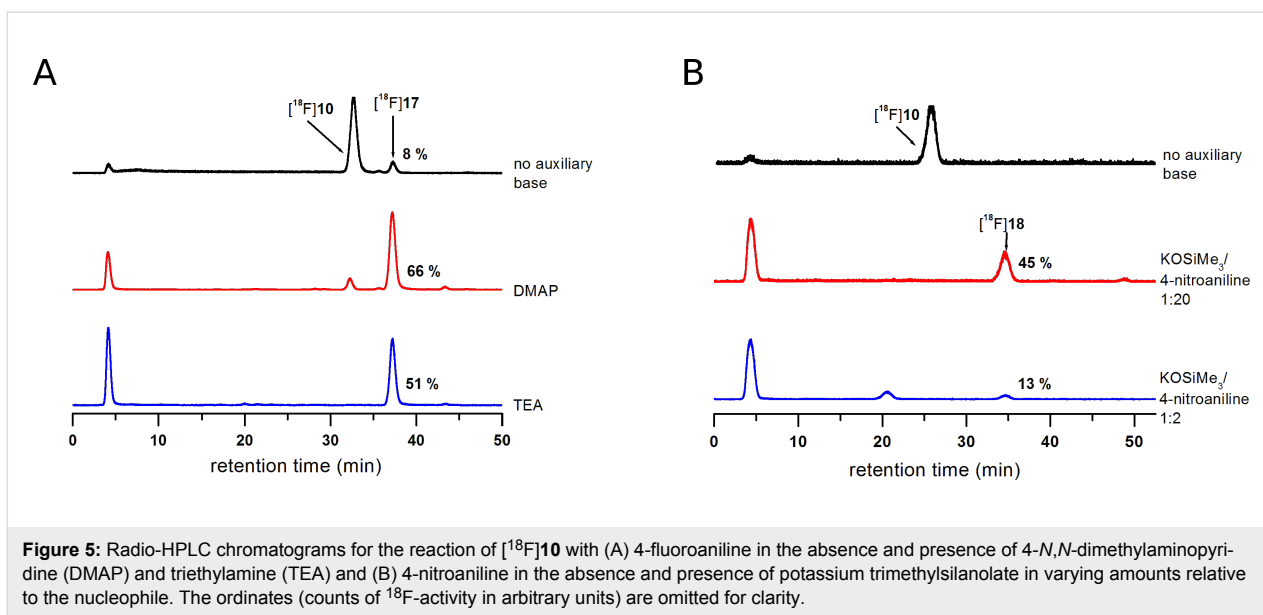 A
[¹⁸F]10
[¹⁸F]17
8 %
no auxiliary
base
66 %
DMAP
51 %
TEA
0 10 20 30 40 50
retention time (min)
B
[¹⁸F]10
no auxiliary
base
[¹⁸F]18
45 %
KOSiMe₃/
4-nitroaniline
1:20
13 %
KOSiMe₃/
4-nitroaniline
1:2
0 10 20 30 40 50
retention time (min)
Figure 5: Radio-HPLC chromatograms for the reaction of [¹⁸F]10 with (A) 4-fluoroaniline in the absence and presence of 4-N,N-dimethylaminopyri-
dine (DMAP) and triethylamine (TEA) and (B) 4-nitroaniline in the absence and presence of potassium trimethylsilanolate in varying amounts relative
to the nucleophile. The ordinates (counts of ¹⁸F-activity in arbitrary units) are omitted for clarity.